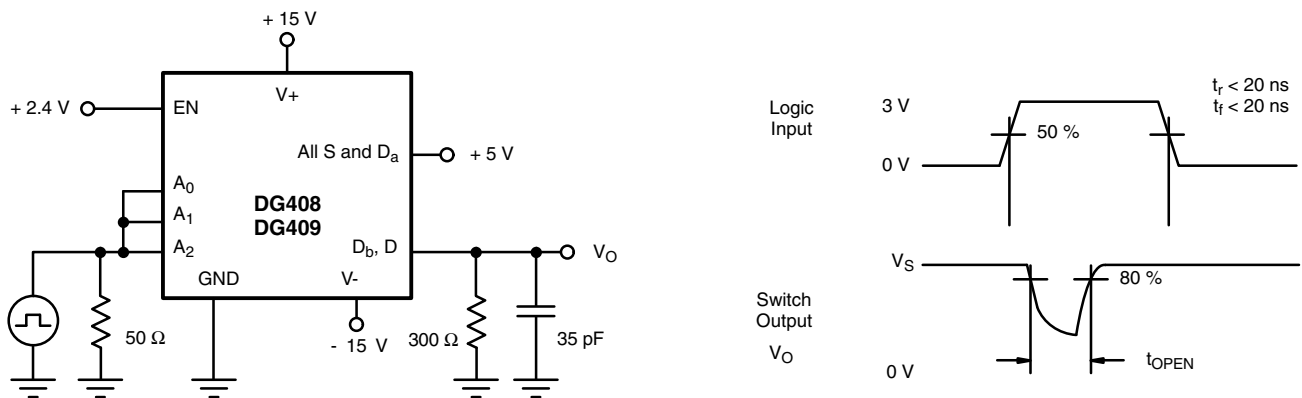 + 15 V
+ 2.4 V
EN
V+
All S and Da
+ 5 V
A0
A1
A2
DG408
DG409
Db, D
VO
GND
V-
50 Ω
- 15 V
300 Ω
35 pF
Logic
Input
3 V
0 V
50 %
tr < 20 ns
tf < 20 ns
VS
80 %
Switch
Output
VO
0 V
tOPEN